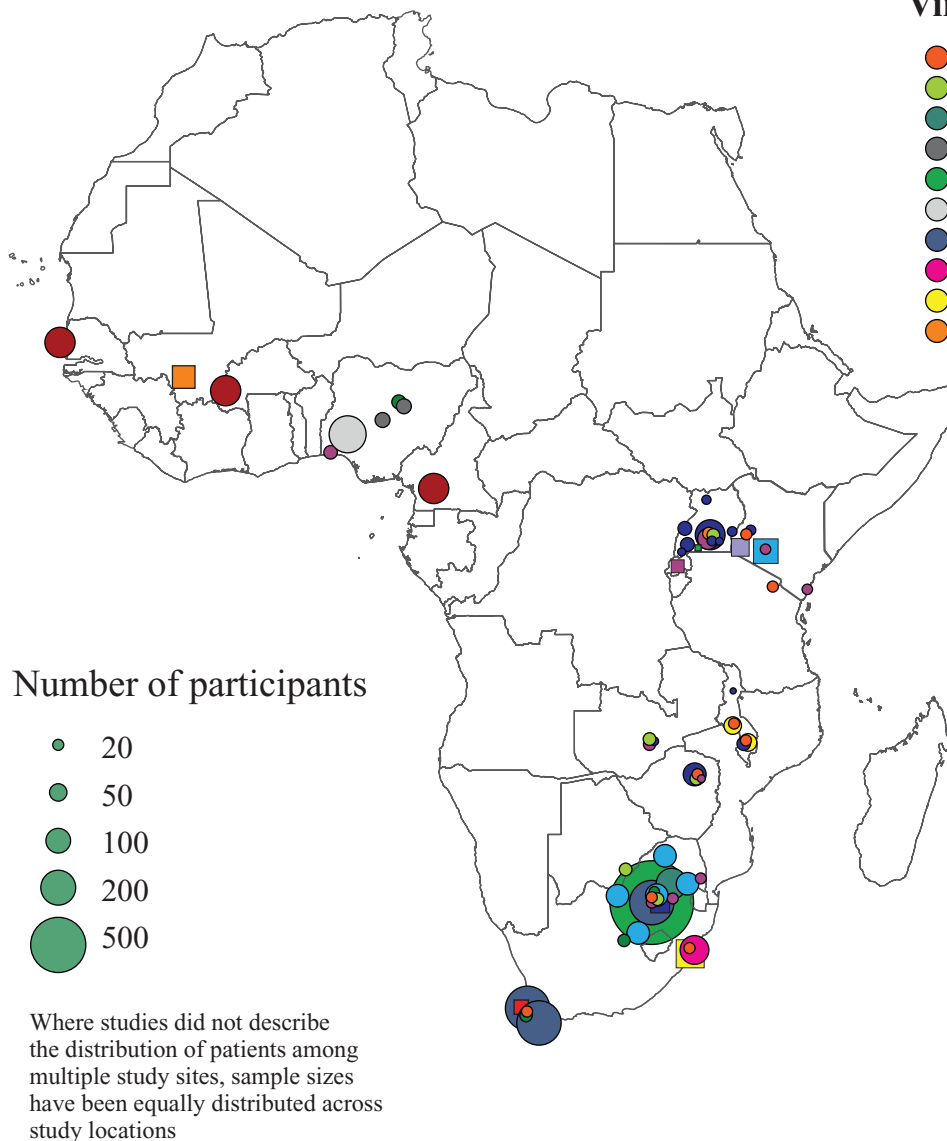 Number of participants
20
50
100
200
500
Where studies did not describe
the distribution of patients among
multiple study sites, sample sizes
have been equally distributed across
study locations